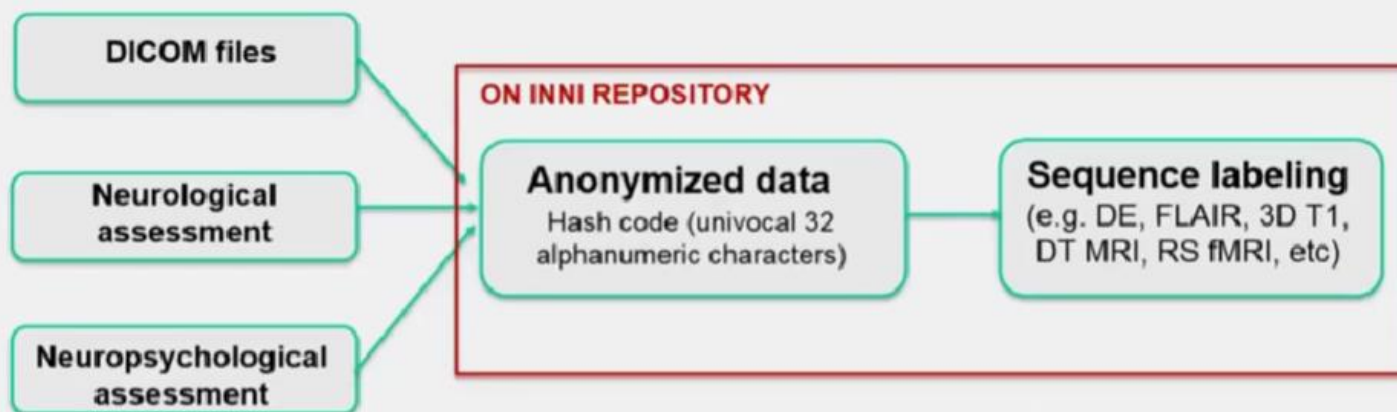 DICOM files
ON INNI REPOSITORY
Neurological
assessment
Anonymized data
Hash code (univocal 32
alphanumeric characters)
Sequence labeling
(e.g. DE, FLAIR, 3D T1,
DT MRI, RS fMRI, etc)
Neuropsychological
assessment